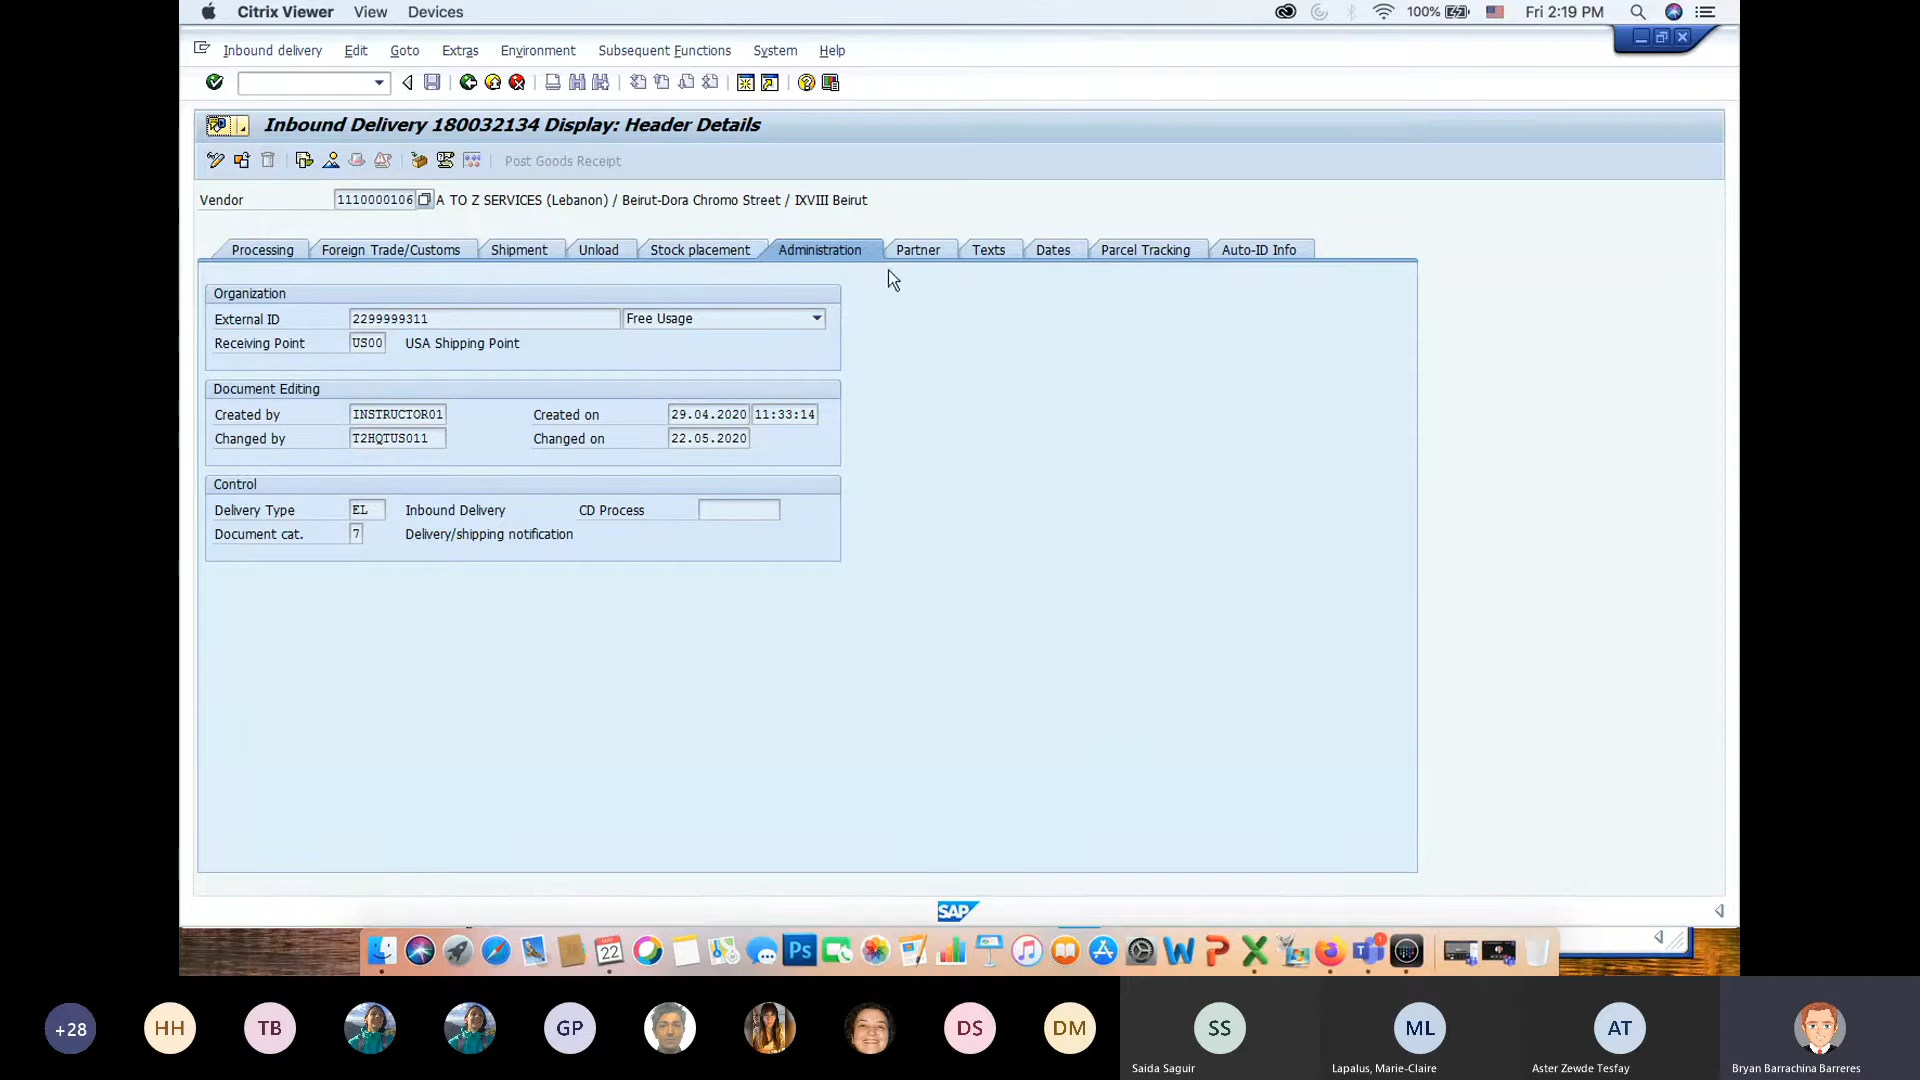 Citrix Viewer View Devices 100% Fri 2:19 PM
Inbound delivery Edit Goto Extras Environment Subsequent Functions System Help
Inbound Delivery 180032134 Display: Header Details
Post Goods Receipt
Vendor 1110000106 A TO Z SERVICES (Lebanon) / Beirut-Dora Chromo Street / IXVIII Beirut
Processing Foreign Trade/Customs Shipment Unload Stock placement Administration Partner Texts Dates Parcel Tracking Auto-ID Info
Organization
External ID 2299999311 Free Usage
Receiving Point US00 USA Shipping Point
Document Editing
Created by INSTRUCTOR01 Created on 29.04.2020 11:33:14
Changed by T2HQTUS011 Changed on 22.05.2020
Control
Delivery Type EL Inbound Delivery CD Process
Document cat. 7 Delivery/shipping notification
SAP
22 Ps W P X T 1
+28 HH TB GP DS DM SS ML AT
Saida Saguir Lapalus, Marie-Claire Aster Zewde Tesfay Bryan Barrachina Barreres